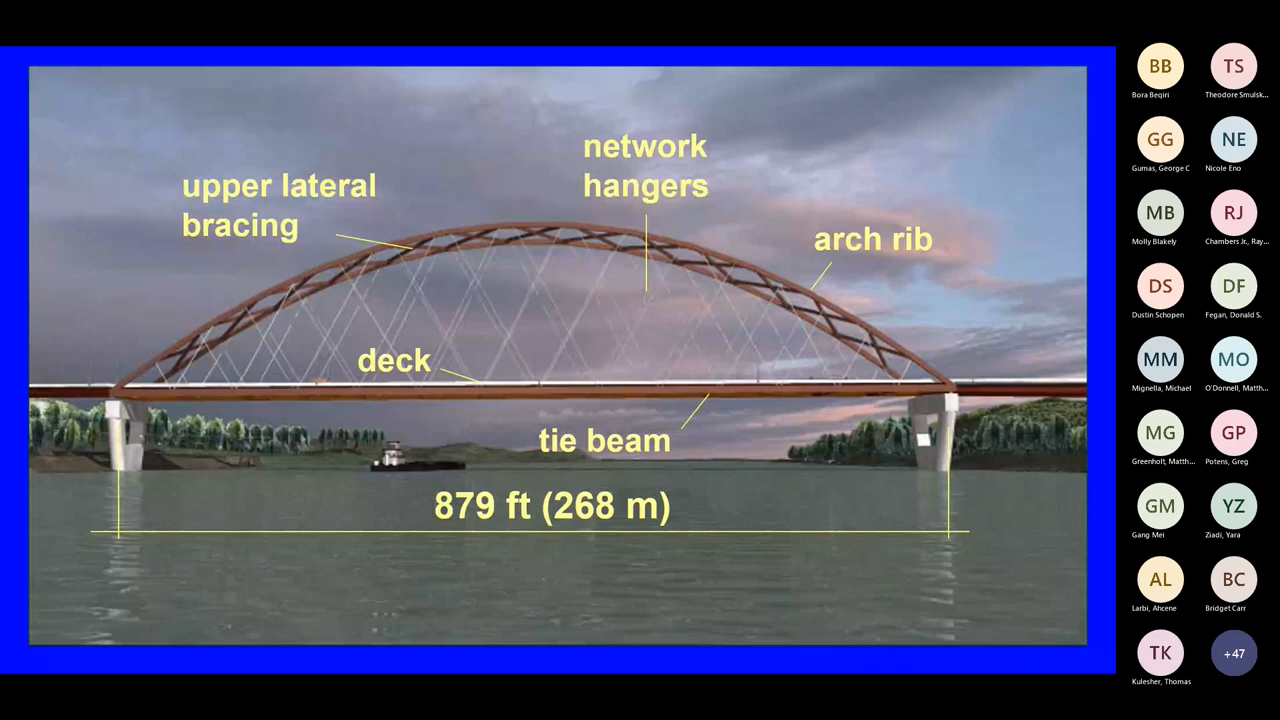 network
hangers
upper lateral
bracing
arch rib
deck
tie beam
879 ft (268 m)
BB
TS
Bora Beqiri
Theodore Smulsk...
GG
NE
Gumas, George C
Nicole Eno
MB
RJ
Molly Blakely
Chambers Jr., Ray...
DS
DF
Dustin Schopen
Fegan, Donald S.
MM
MO
Mignella, Michael
O'Donnell, Matth...
MG
GP
Greenholt, Matth...
Potens, Greg
GM
YZ
Gang Mei
Ziadi, Yara
AL
BC
Larbi, Ahcene
Bridget Carr
TK
+47
Kulesher, Thomas